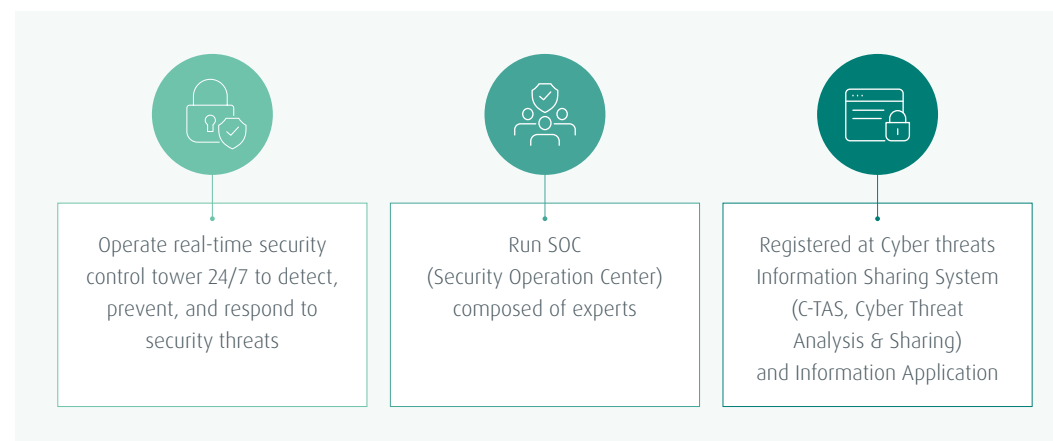 Operate real-time security
control tower 24/7 to detect,
prevent, and respond to
security threats
Run SOC
(Security Operation Center)
composed of experts
Registered at Cyber threats
Information Sharing System
(C-TAS, Cyber Threat
Analysis & Sharing)
and Information Application